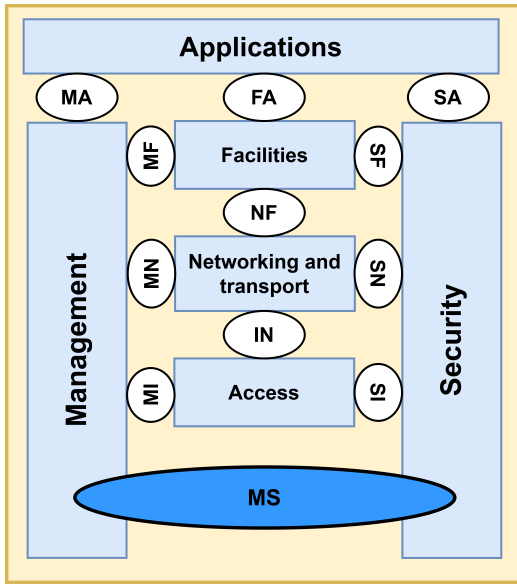 Applications
MA
FA
SA
MF
Facilities
SF
NF
Management
MN
Networking and
transport
SN
Security
IN
MI
Access
SI
MS